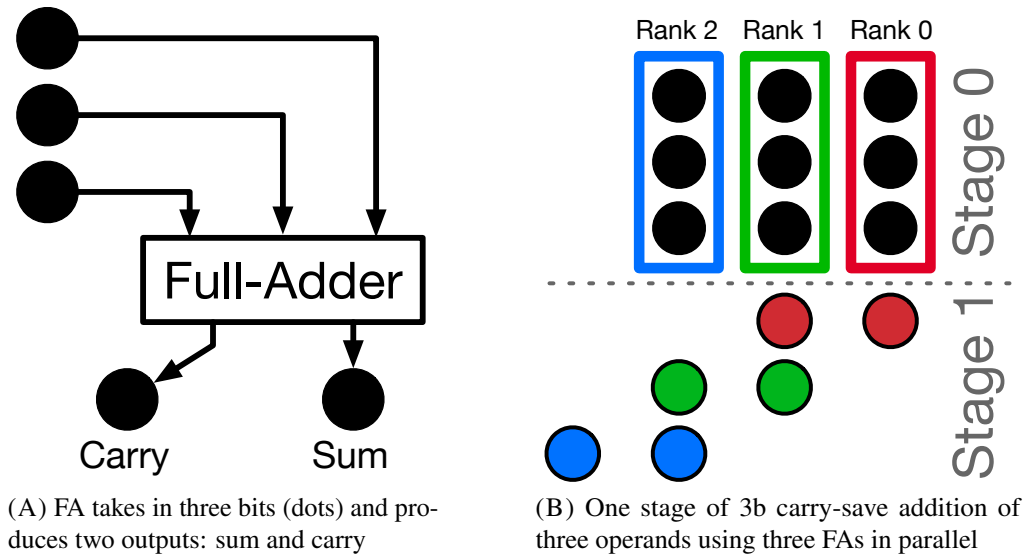 Full-Adder
Carry
Sum
(A) FA takes in three bits (dots) and pro-
duces two outputs: sum and carry
Rank 2
Rank 1
Rank 0
Stage 0
Stage 1
(B) One stage of 3b carry-save addition of
three operands using three FAs in parallel